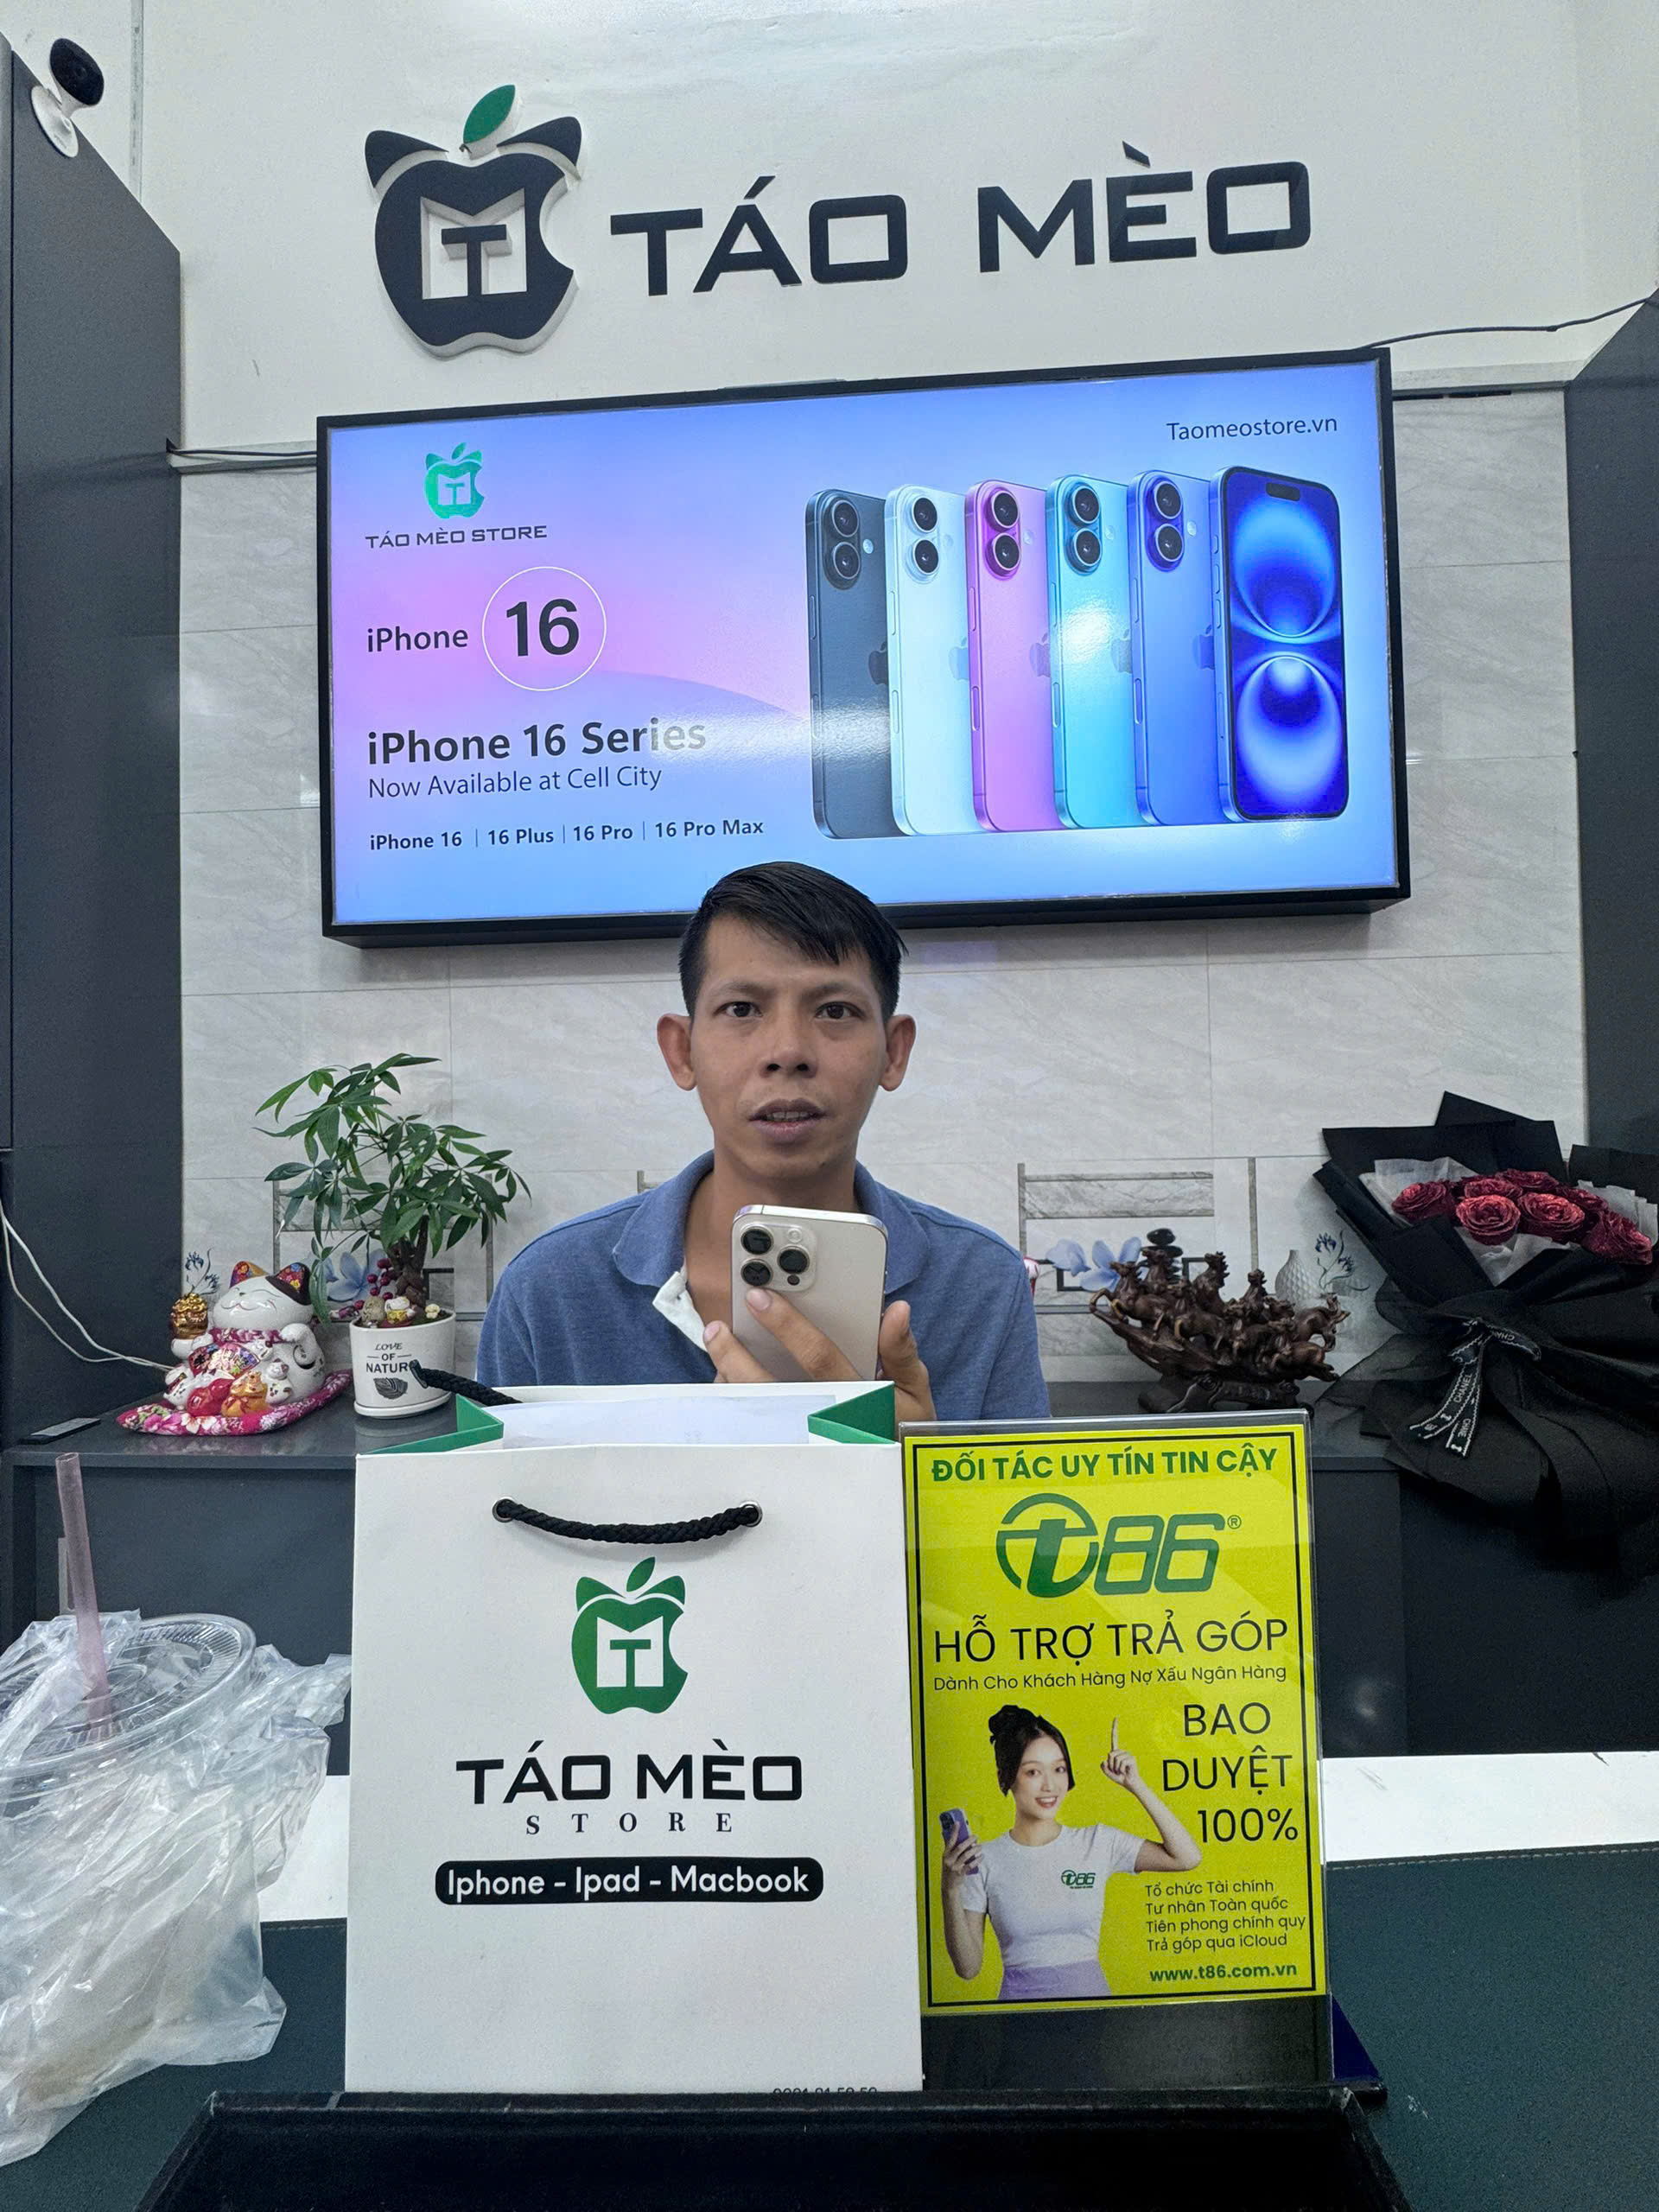 TÁO MÈO
Taomeostore.vn
TÁO MÈO STORE
iPhone 16
iPhone 16 Series
Now Available at Cell City
iPhone 16 | 16 Plus | 16 Pro | 16 Pro Max
LOVE
OF
NATURE
CHANEL
TÁO MÈO
STORE
Iphone - Ipad - Macbook
ĐỐI TÁC UY TÍN TIN CẬY
t86®
HỖ TRỢ TRẢ GÓP
Dành Cho Khách Hàng Nợ Xấu Ngân Hàng
BAO
DUYỆT
100%
t86
Tổ chức Tài chính
Tư nhân Toàn quốc
Tiên phong chính quy
Trả góp qua iCloud
www.t86.com.vn